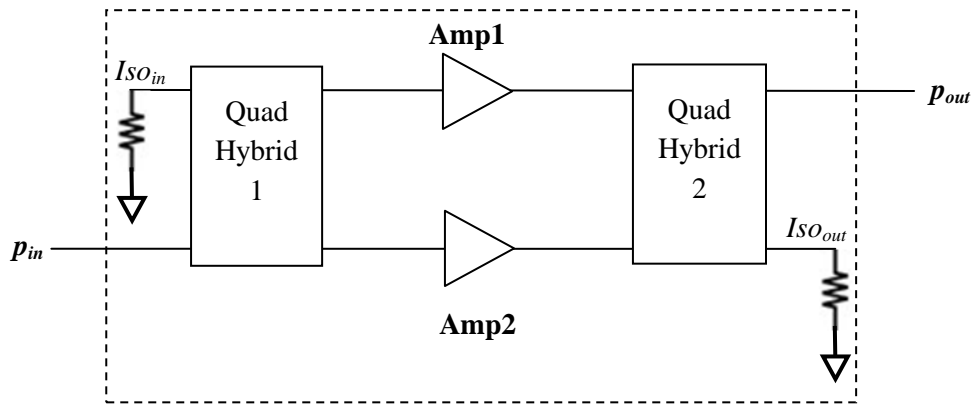 Amp1
Iso_in
Quad
Hybrid
1
Quad
Hybrid
2
p_out
p_in
Iso_out
Amp2